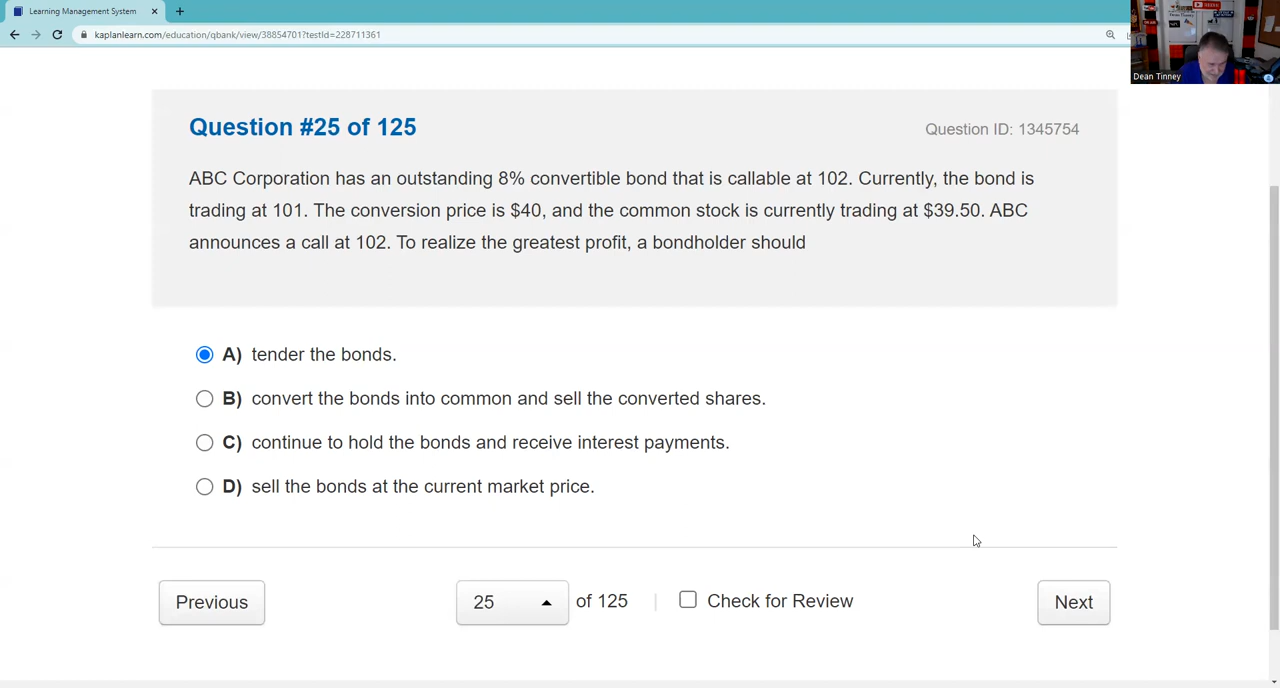 Learning Management System
kaplanlearn.com/education/qbank/view/38854701?testId=228711361
Dean Tinney
Question #25 of 125
Question ID: 1345754
ABC Corporation has an outstanding 8% convertible bond that is callable at 102. Currently, the bond is
trading at 101. The conversion price is $40, and the common stock is currently trading at $39.50. ABC
announces a call at 102. To realize the greatest profit, a bondholder should
A) tender the bonds.
B) convert the bonds into common and sell the converted shares.
C) continue to hold the bonds and receive interest payments.
D) sell the bonds at the current market price.
Previous
25
of 125
Check for Review
Next